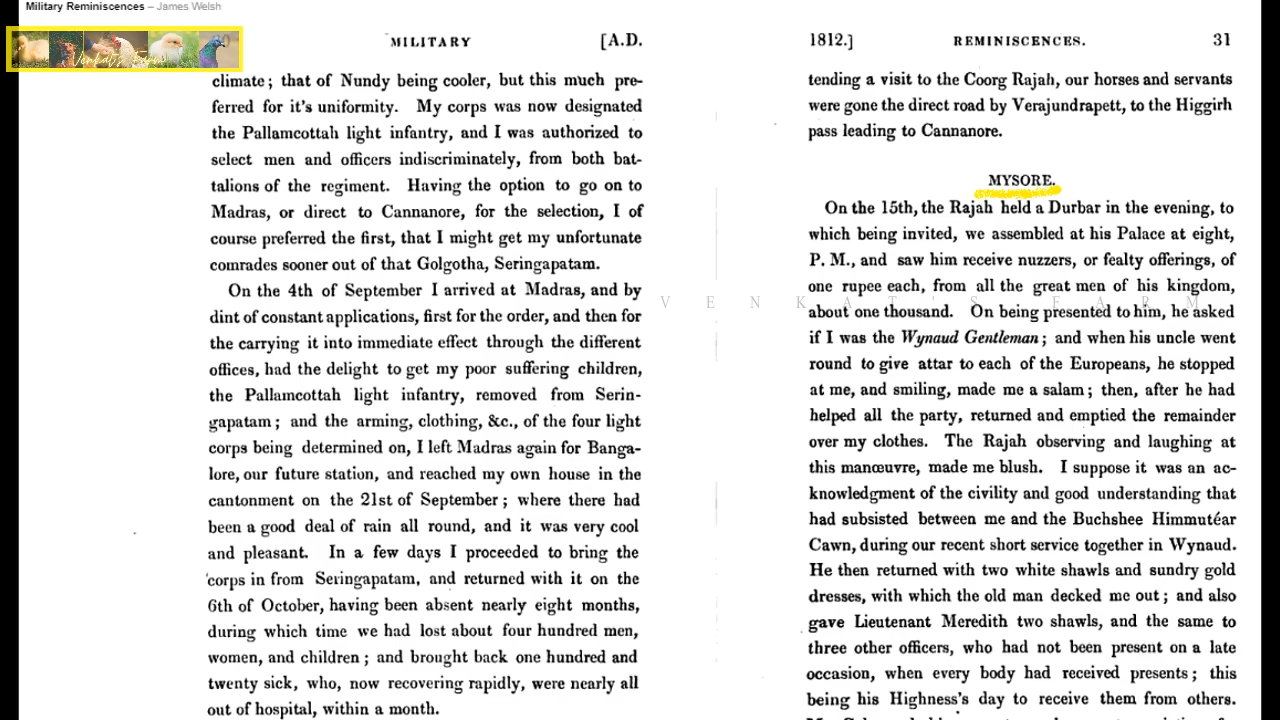 Military Reminiscences – James Welsh
Venkat's Farm
MILITARY [A.D.
climate; that of Nundy being cooler, but this much pre-
ferred for it's uniformity. My corps was now designated
the Pallamcottah light infantry, and I was authorized to
select men and officers indiscriminately, from both bat-
talions of the regiment. Having the option to go on to
Madras, or direct to Cannanore, for the selection, I of
course preferred the first, that I might get my unfortunate
comrades sooner out of that Golgotha, Seringapatam.
On the 4th of September I arrived at Madras, and by
dint of constant applications, first for the order, and then for
the carrying it into immediate effect through the different
offices, had the delight to get my poor suffering children,
the Pallamcottah light infantry, removed from Serin-
gapatam; and the arming, clothing, &c., of the four light
corps being determined on, I left Madras again for Banga-
lore, our future station, and reached my own house in the
cantonment on the 21st of September; where there had
been a good deal of rain all round, and it was very cool
and pleasant. In a few days I proceeded to bring the
corps in from Seringapatam, and returned with it on the
6th of October, having been absent nearly eight months,
during which time we had lost about four hundred men,
women, and children; and brought back one hundred and
twenty sick, who, now recovering rapidly, were nearly all
out of hospital, within a month.
1812.] REMINISCENCES. 31
tending a visit to the Coorg Rajah, our horses and servants
were gone the direct road by Verajundrapett, to the Higgirh
pass leading to Cannanore.
MYSORE.
On the 15th, the Rajah held a Durbar in the evening, to
which being invited, we assembled at his Palace at eight,
P. M., and saw him receive nuzzers, or fealty offerings, of
one rupee each, from all the great men of his kingdom,
about one thousand. On being presented to him, he asked
if I was the Wynaud Gentleman; and when his uncle went
round to give attar to each of the Europeans, he stopped
at me, and smiling, made me a salam; then, after he had
helped all the party, returned and emptied the remainder
over my clothes. The Rajah observing and laughing at
this manœuvre, made me blush. I suppose it was an ac-
knowledgment of the civility and good understanding that
had subsisted between me and the Buchshee Himmutéar
Cawn, during our recent short service together in Wynaud.
He then returned with two white shawls and sundry gold
dresses, with which the old man decked me out; and also
gave Lieutenant Meredith two shawls, and the same to
three other officers, who had not been present on a late
occasion, when every body had received presents; this
being his Highness's day to receive them from others.
VENKAT'S FARM